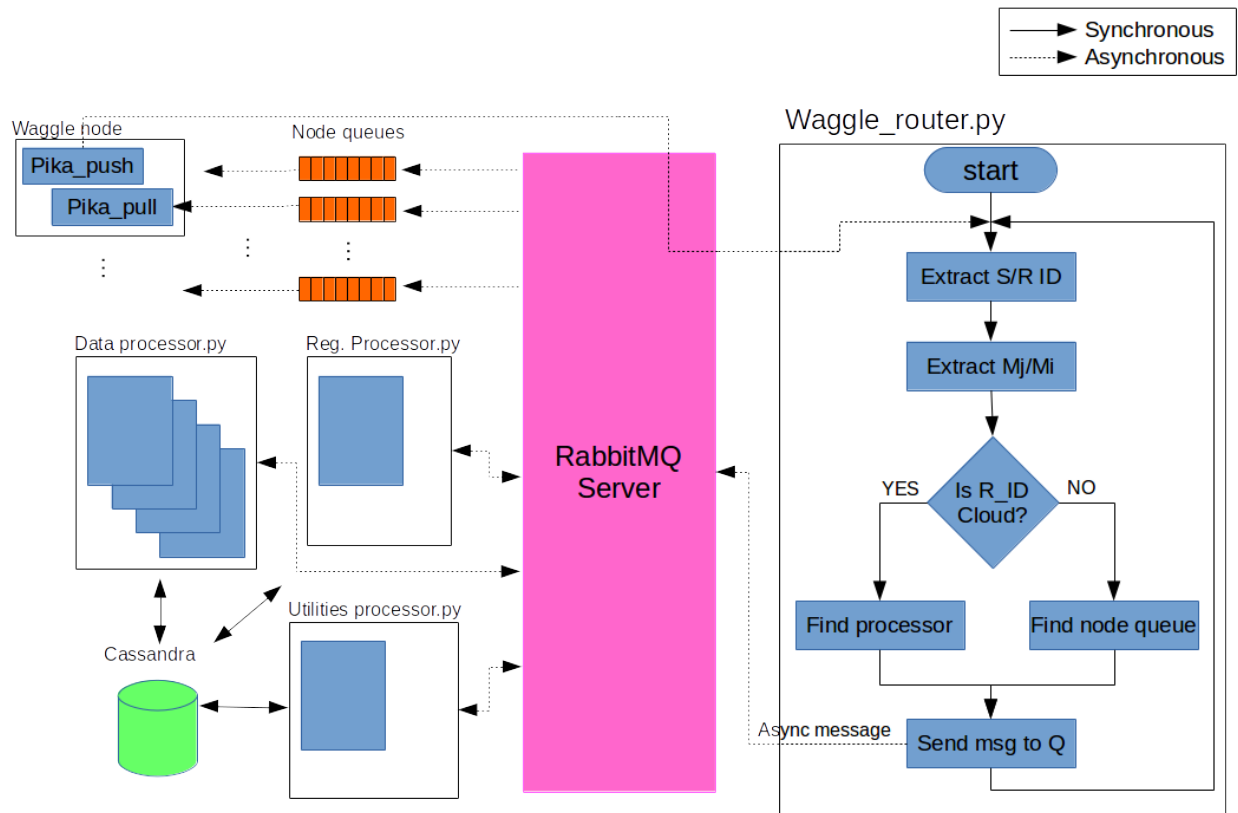 Synchronous
Asynchronous
Waggle node
Node queues
Waggle_router.py
Pika_push
Pika_pull
start
Extract S/R ID
Extract Mj/Mi
Data processor.py
Reg. Processor.py
RabbitMQ
Server
YES
Is R_ID
Cloud?
NO
Utilities processor.py
Find processor
Find node queue
Cassandra
Async message
Send msg to Q